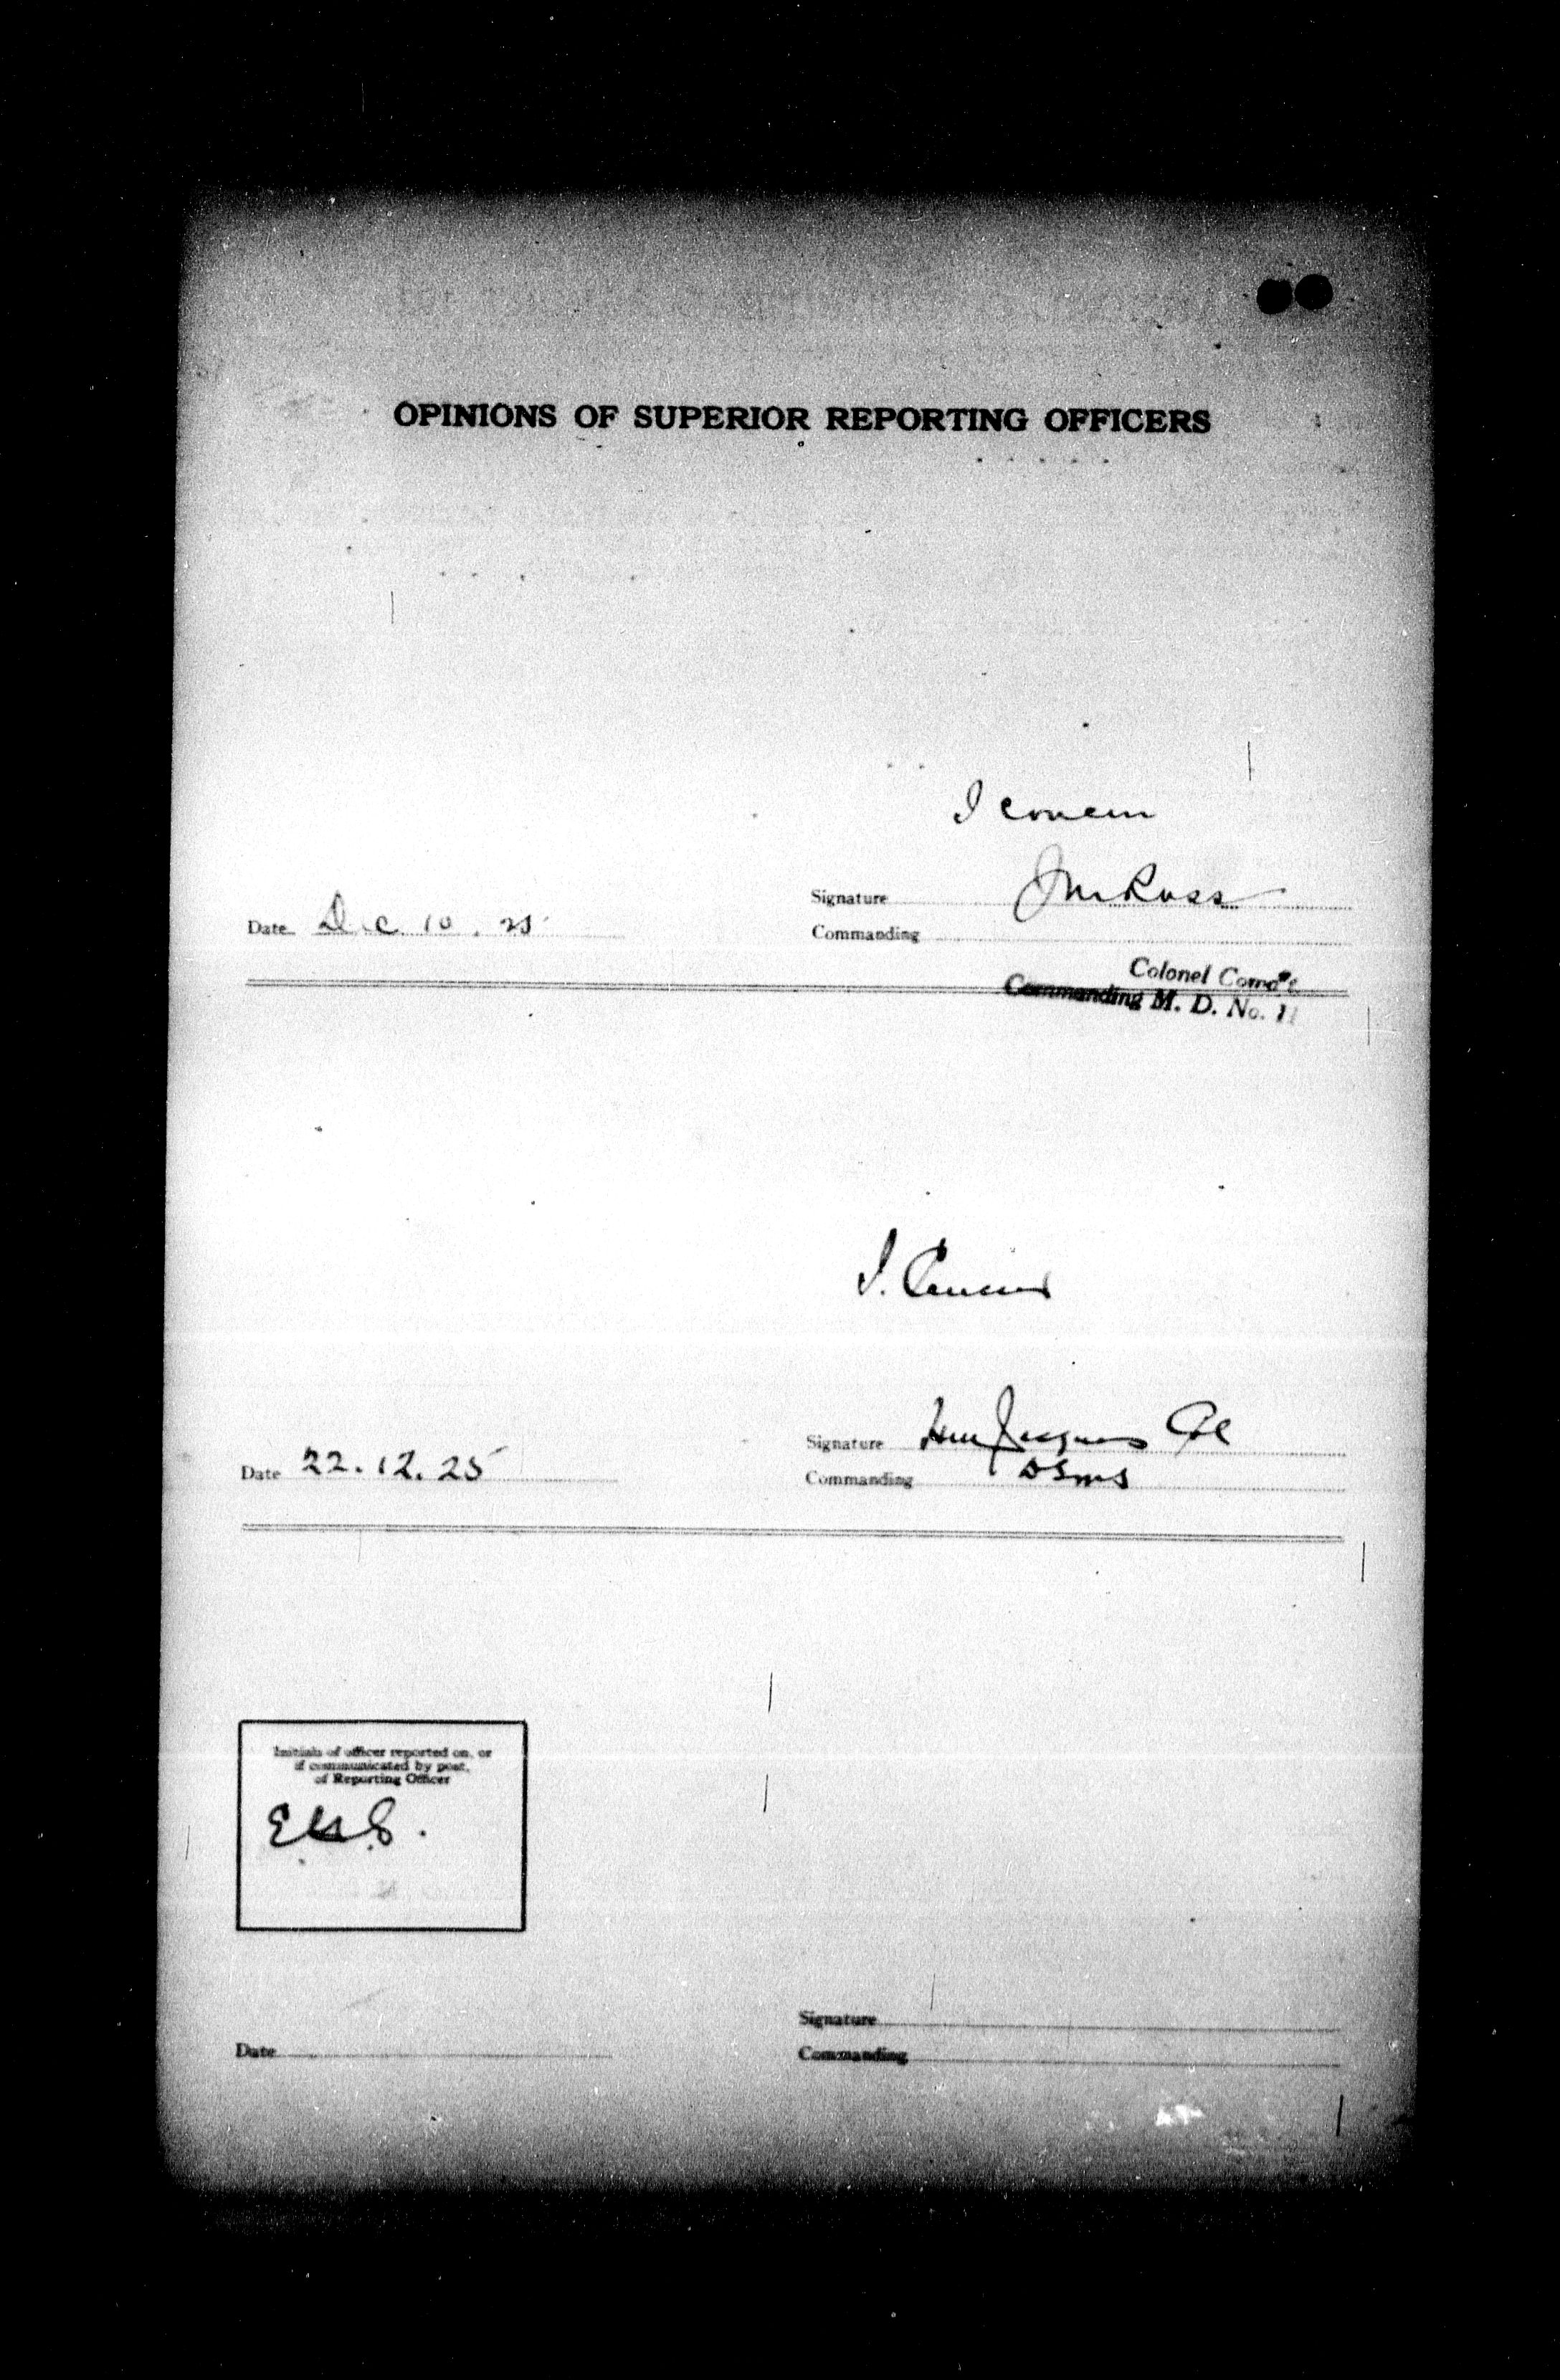 OPINIONS OF SUPERIOR REPORTING OFFICERS
I concur
Signature J M Ross
Date Dec 10. 25
Commanding
Colonel Comd't
Commanding M. D. No. 11
I. Concur
Signature Col
Date 22.12.25
Commanding DGMS
Initials of officer reported on, or
if communicated by post,
of Reporting Officer
Signature
Date
Commanding